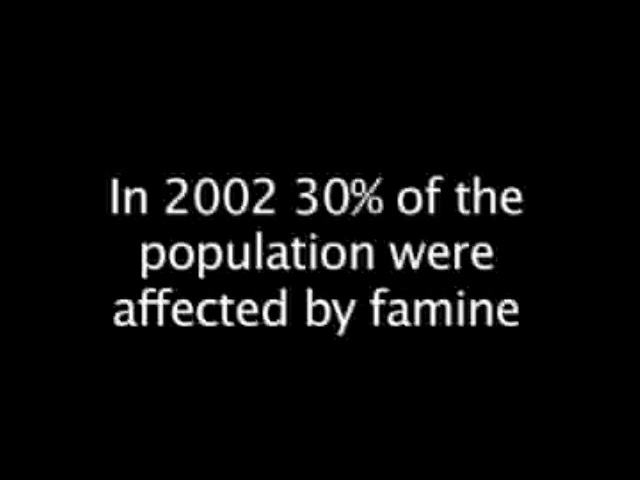 In 2002 30% of the
population were
affected by famine